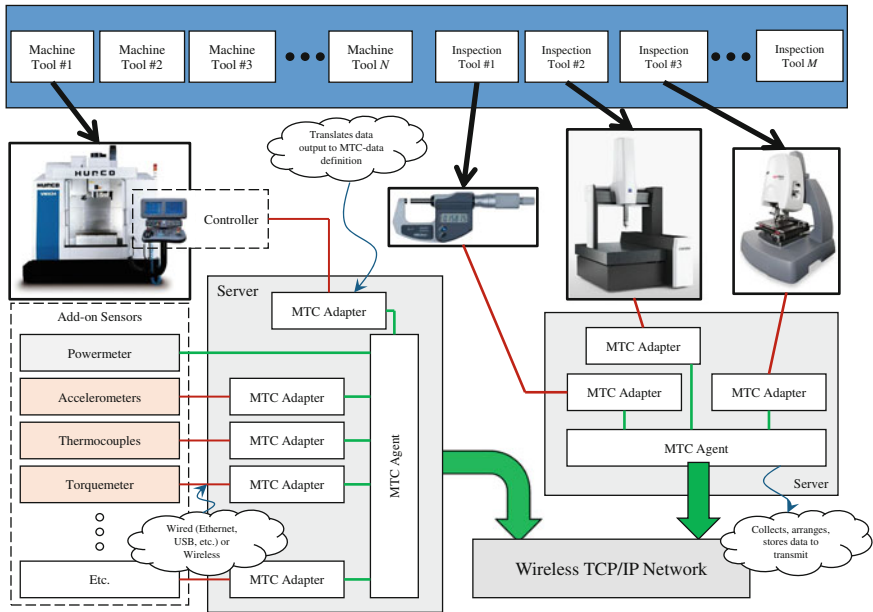 Machine
Tool #1
Machine
Tool #2
Machine
Tool #3
Machine
Tool N
Inspection
Tool #1
Inspection
Tool #2
Inspection
Tool #3
Inspection
Tool M
Translates data
output to MTC-data
definition
HURCO
HURCO
Controller
Server
MTC Adapter
Add-on Sensors
Powermeter
Accelerometers
MTC Adapter
Thermocouples
MTC Adapter
Torquemeter
MTC Adapter
Wired (Ethernet,
USB, etc.) or
Wireless
Etc.
MTC Adapter
MTC Agent
MTC Adapter
MTC Adapter
MTC Adapter
MTC Agent
Server
Collects, arranges,
stores data to
transmit
Wireless TCP/IP Network